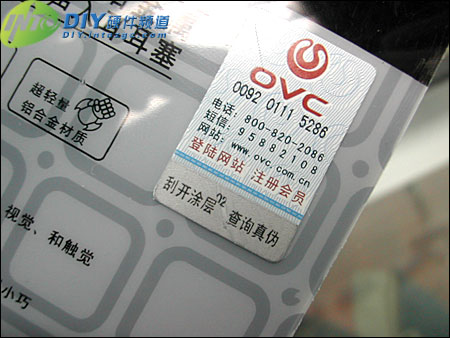 DIY硬件频道
耳塞
超轻量
铝合金材质
OVC
0092 0111 5286
电话:800-820-2086
短信:95882108
网站:www.ovc.com.cn
登陆网站 注册会员
刮开涂层 查询真伪
视觉、和触觉
小巧